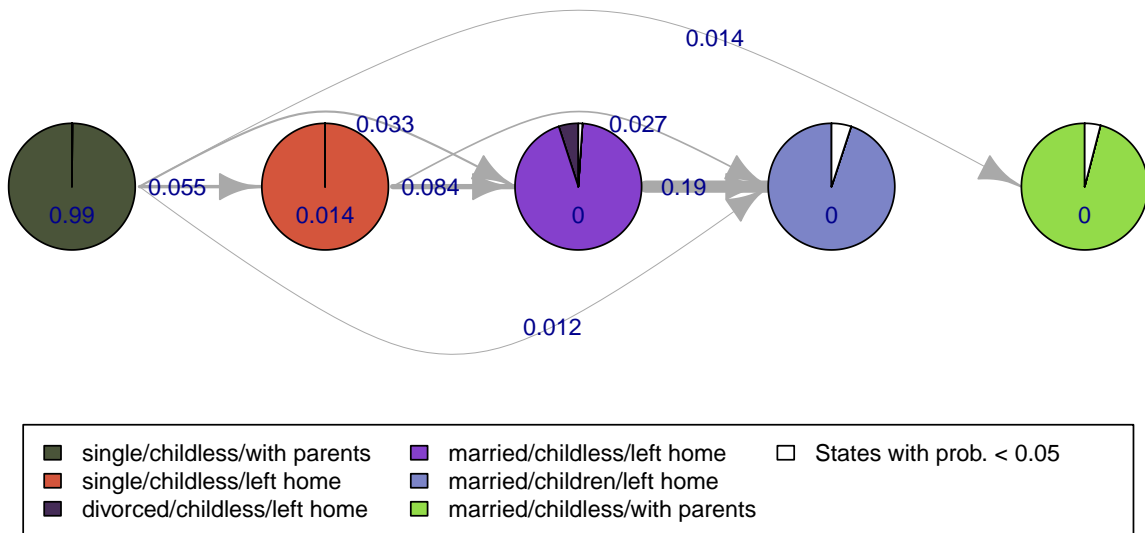 0.014
0.033
0.027
0.055
0.084
0.19
0.99
0.014
0
0
0
0.012
single/childless/with parents
single/childless/left home
divorced/childless/left home
married/childless/left home
married/children/left home
married/childless/with parents
States with prob. < 0.05